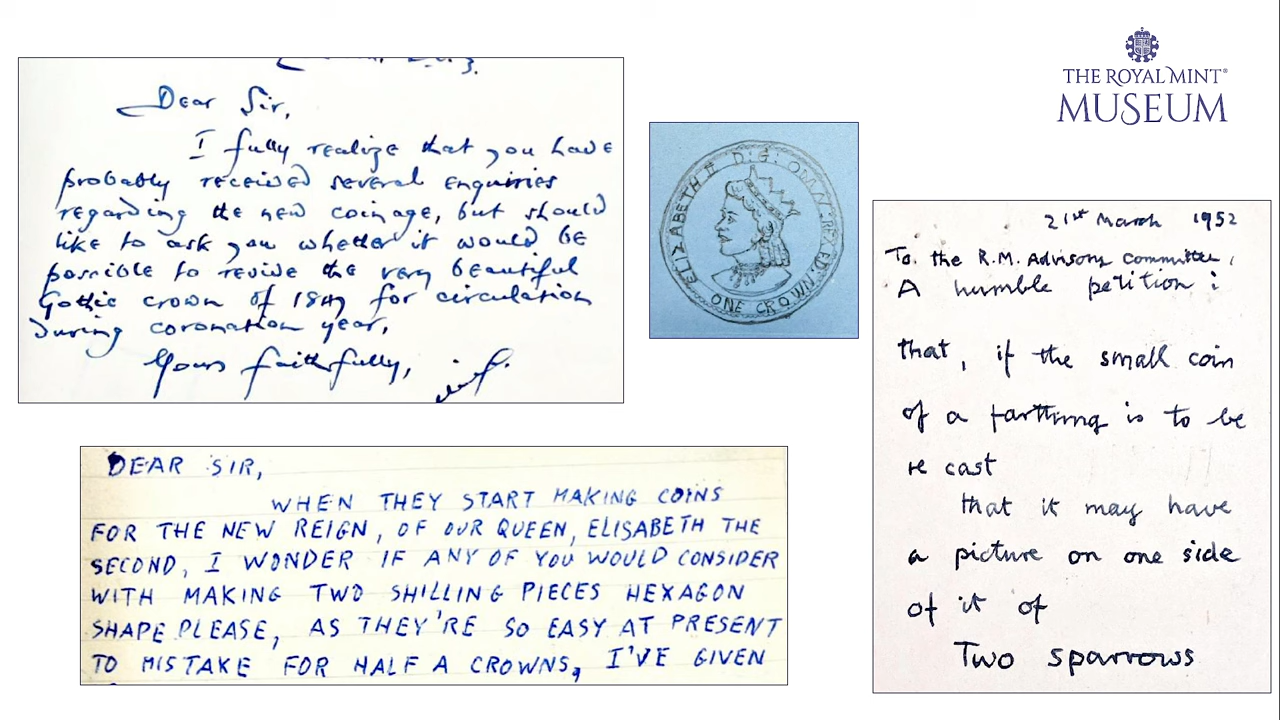 Dear Sir,
I fully realize that you have
probably received several enquiries
regarding the new coinage, but should
like to ask you whether it would be
possible to revive the very beautiful
Gothic crown of 1847 for circulation
during coronation year.
Yours faithfully,
ELIZABETH II D:G: OMN: REX
ONE CROWN
THE ROYAL MINT®
MUSEUM
21st March 1952
To. the R.M. Advisory Committee,
A humble petition :
that, if the small coin
of a farthing is to be
re cast
that it may have
a picture on one side
of it of
Two sparrows
DEAR SIR,
WHEN THEY START MAKING COINS
FOR THE NEW REIGN, OF OUR QUEEN, ELISABETH THE
SECOND, I WONDER IF ANY OF YOU WOULD CONSIDER
WITH MAKING TWO SHILLING PIECES HEXAGON
SHAPE PLEASE, AS THEY'RE SO EASY AT PRESENT
TO MISTAKE FOR HALF A CROWNS, I'VE GIVEN